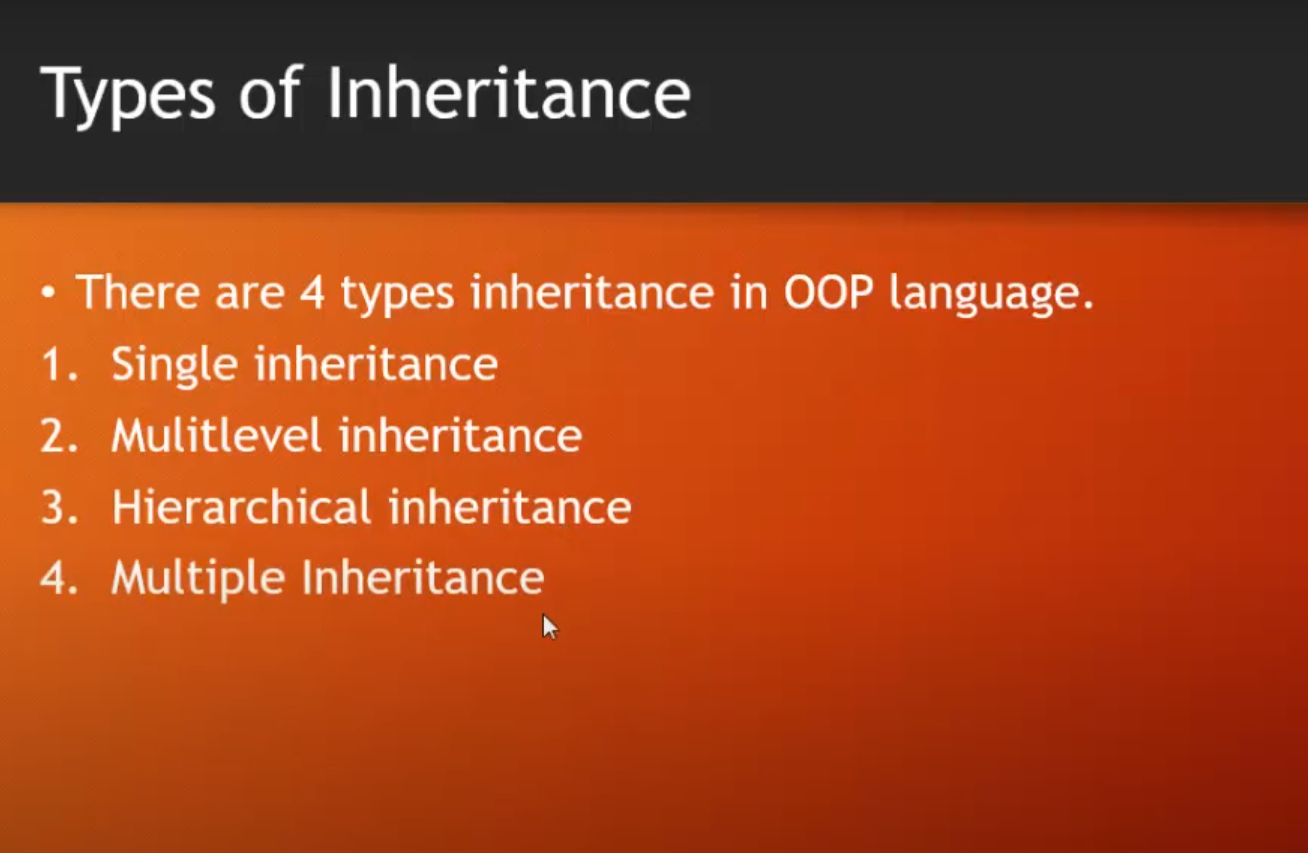 Types of Inheritance
• There are 4 types inheritance in OOP language.
1. Single inheritance
2. Mulitlevel inheritance
3. Hierarchical inheritance
4. Multiple Inheritance